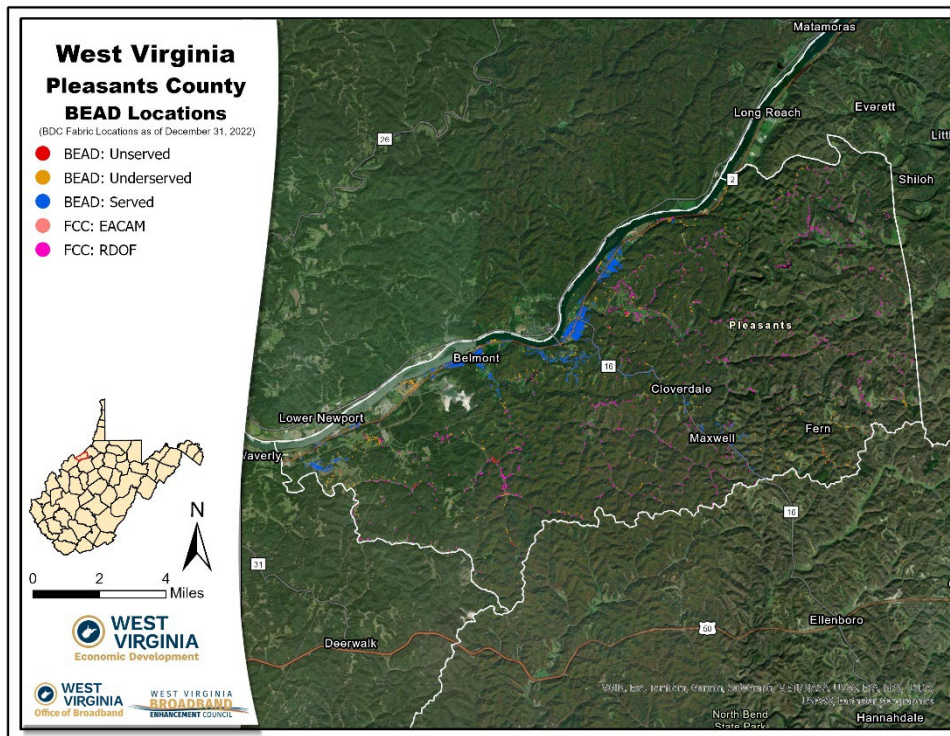 West Virginia
Pleasants County
BEAD Locations
(BDC Fabric Locations as of December 31, 2022)
BEAD: Unserved
BEAD: Underserved
BEAD: Served
FCC: EACAM
FCC: RDOF
N
0 2 4
Miles
WEST
VIRGINIA
Economic Development
WEST
VIRGINIA
Office of Broadband
WEST VIRGINIA
BROADBAND
ENHANCEMENT COUNCIL
Matamoras
Long Reach
Everett
26
Shiloh
2
Pleasants
Belmont
16
Cloverdale
Lower Newport
Maxwell
Fern
Waverly
16
31
Ellenboro
50
Deerwalk
North Bend
State Park
Hannahdale